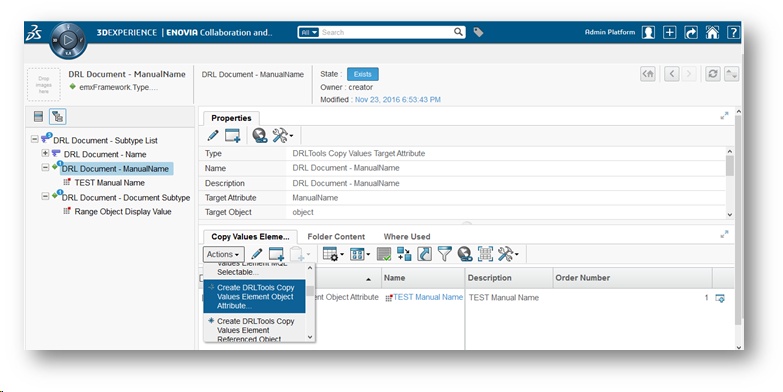 3DEXPERIENCE | ENOVIA Collaboration and..
All
Search
Admin Platform
Drop images here
DRL Document - ManualName
emxFramework.Type....
DRL Document - ManualName
State : Exists
Owner : creator
Modified : Nov 23, 2016 6:53:43 PM
DRL Document - Subtype List
DRL Document - Name
DRL Document - ManualName
TEST Manual Name
DRL Document - Document Subtype
Range Object Display Value
Properties
Type DRLTools Copy Values Target Attribute
Name DRL Document - ManualName
Description DRL Document - ManualName
Target Attribute ManualName
Target Object object
Copy Values Eleme... Folder Content Where Used
Actions
Values Element MQL
Selectable...
Create DRLTools Copy
Values Element Object
Attribute...
Create DRLTools Copy
Values Element
Referenced Object
Name Description Order Number
ent Object Attribute TEST Manual Name TEST Manual Name 1